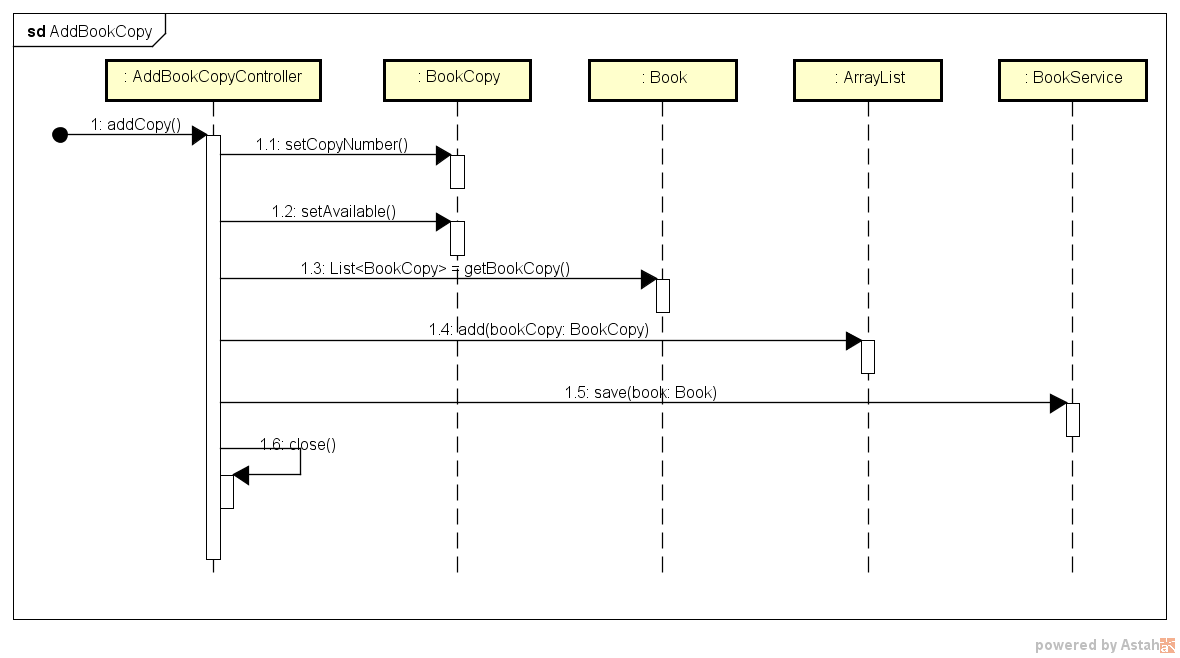 sd AddBookCopy
: AddBookCopyController
: BookCopy
: Book
: ArrayList
: BookService
1: addCopy()
1.1: setCopyNumber()
1.2: setAvailable()
1.3: List<BookCopy> = getBookCopy()
1.4: add(bookCopy: BookCopy)
1.5: save(book: Book)
1.6: close()
powered by Astah